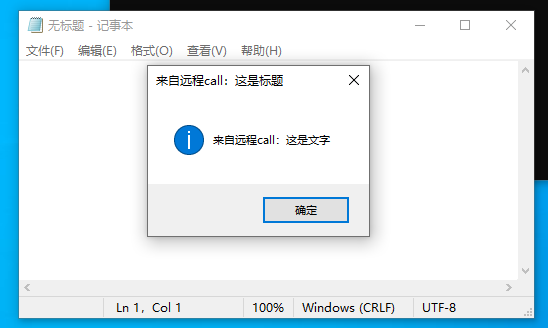 无标题 - 记事本
文件(F) 编辑(E) 格式(O) 查看(V) 帮助(H)
来自远程call：这是标题
来自远程call：这是文字
确定
Ln 1，Col 1 100% Windows (CRLF) UTF-8